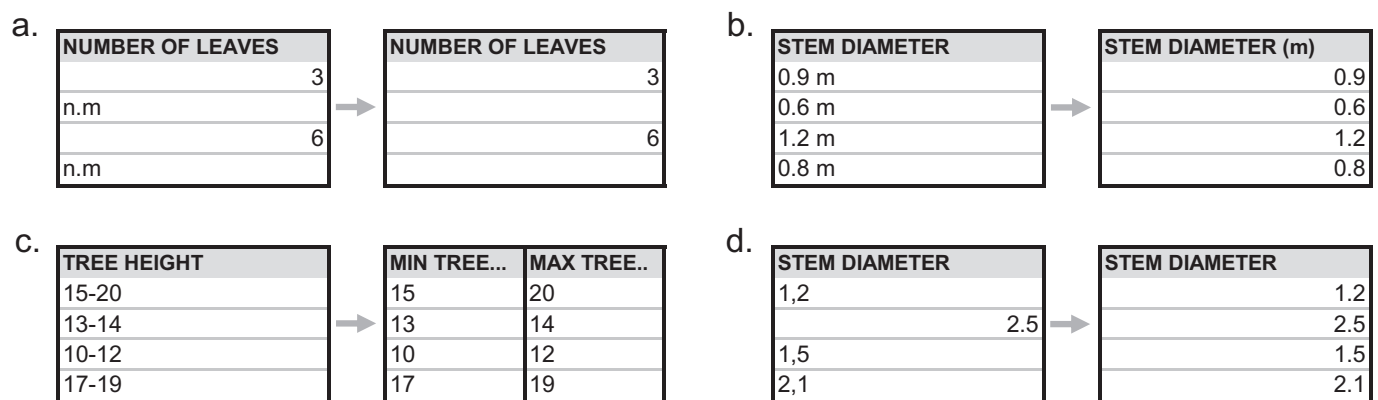 a.
NUMBER OF LEAVES
3
n.m
6
n.m
NUMBER OF LEAVES
3
6
b.
STEM DIAMETER
0.9 m
0.6 m
1.2 m
0.8 m
STEM DIAMETER (m)
0.9
0.6
1.2
0.8
c.
TREE HEIGHT
15-20
13-14
10-12
17-19
MIN TREE... MAX TREE..
15 20
13 14
10 12
17 19
d.
STEM DIAMETER
1,2
2.5
1,5
2,1
STEM DIAMETER
1.2
2.5
1.5
2.1